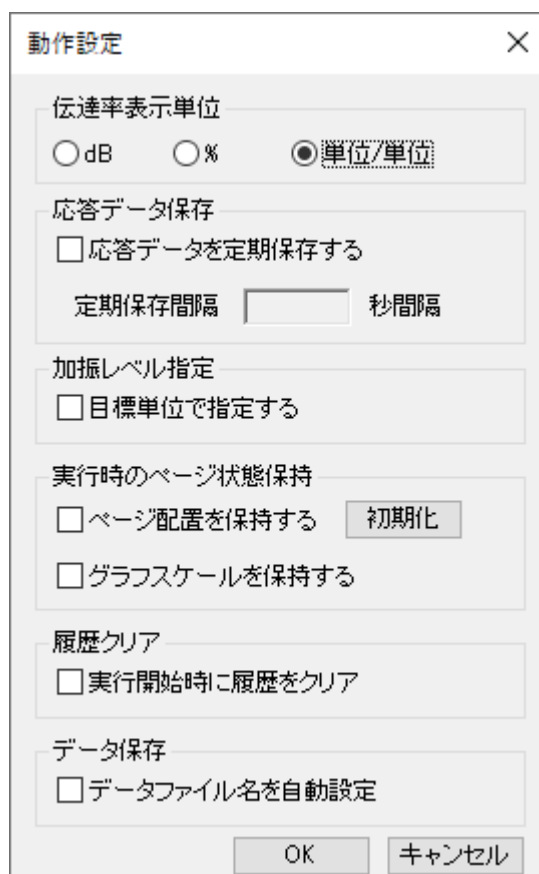 動作設定
伝達率表示単位
dB % 単位/単位
応答データ保存
応答データを定期保存する
定期保存間隔 秒間隔
加振レベル指定
目標単位で指定する
実行時のページ状態保持
ページ配置を保持する 初期化
グラフスケールを保持する
履歴クリア
実行開始時に履歴をクリア
データ保存
データファイル名を自動設定
OK キャンセル